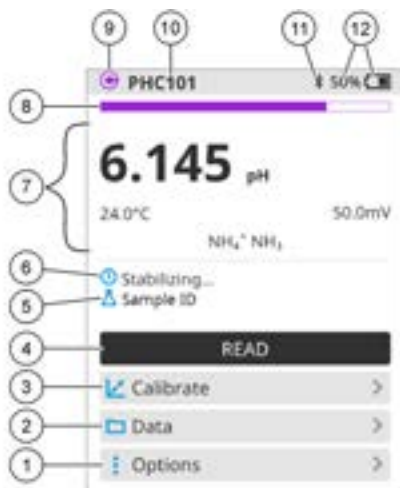 9 10 11 12
PHC101 50%
8
7
6.145 pH
24.0°C 50.0mV
NH₄⁺ NH₃
6 Stabilizing...
5 Sample ID
4 READ
3 Calibrate
2 Data
1 Options